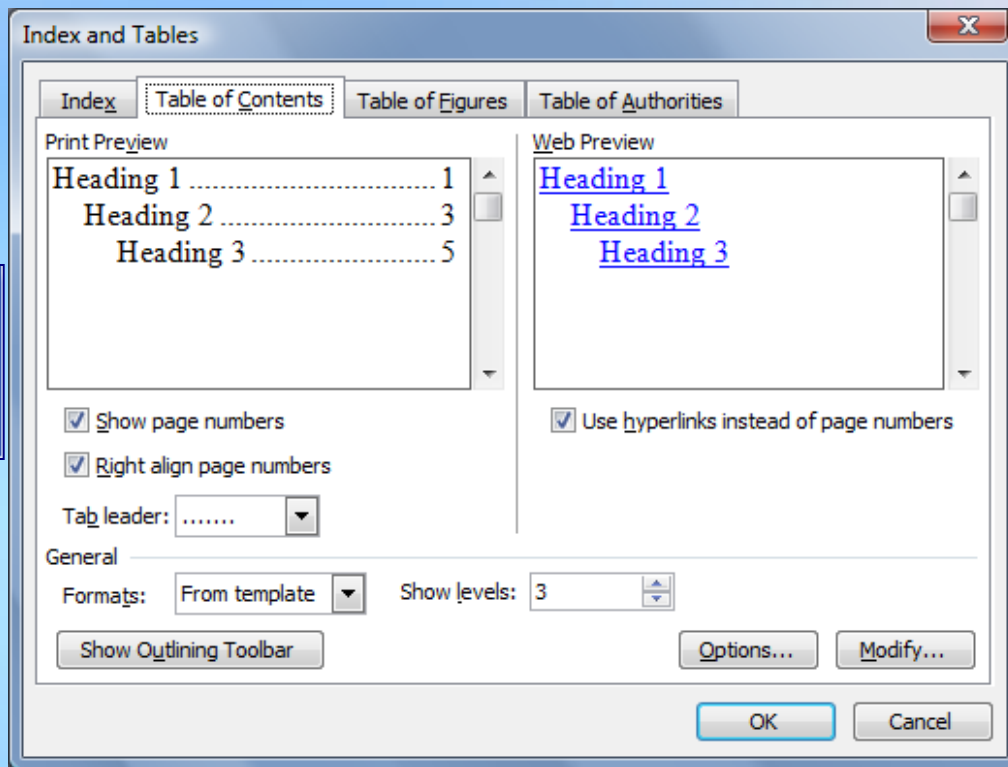 Index and Tables
Index Table of Contents Table of Figures Table of Authorities
Print Preview
Heading 1 ................................ 1
Heading 2 ............................ 3
Heading 3 ........................ 5
Web Preview
Heading 1
Heading 2
Heading 3
Show page numbers
Right align page numbers
Tab leader: .......
Use hyperlinks instead of page numbers
General
Formats: From template Show levels: 3
Show Outlining Toolbar Options... Modify...
OK Cancel